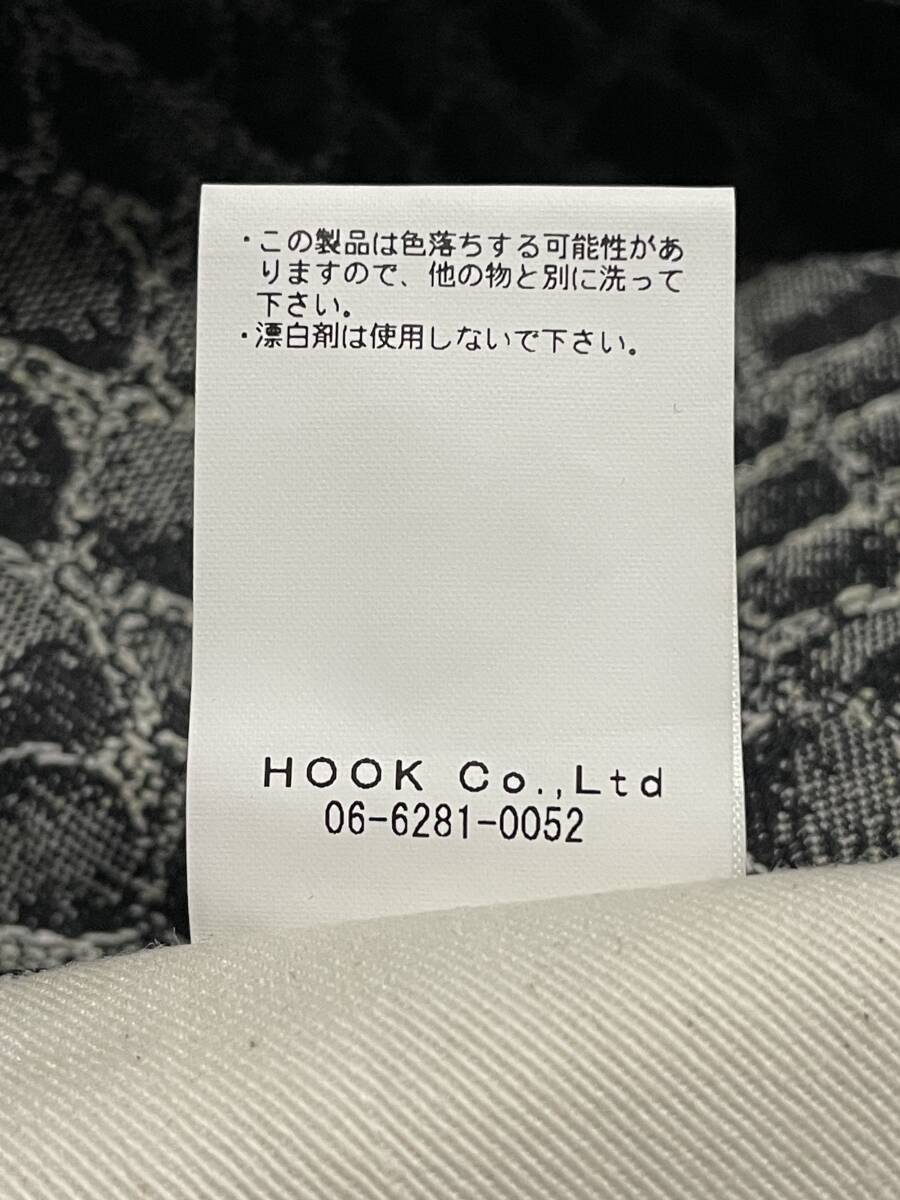 ・この製品は色落ちする可能性があ
りますので、他の物と別に洗って
下さい。
・漂白剤は使用しないで下さい。
HOOK Co.,Ltd
06-6281-0052